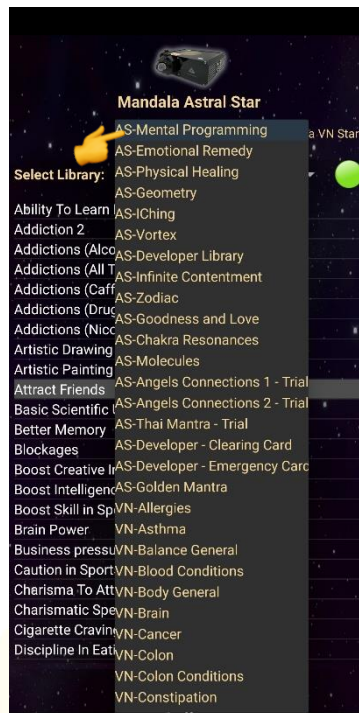 Mandala Astral Star
a VN Star
Select Library:
AS-Mental Programming
AS-Emotional Remedy
AS-Physical Healing
AS-Geometry
AS-IChing
AS-Vortex
AS-Developer Library
AS-Infinite Contentment
AS-Zodiac
AS-Goodness and Love
AS-Chakra Resonances
AS-Molecules
AS-Angels Connections 1 - Trial
AS-Angels Connections 2 - Trial
AS-Thai Mantra - Trial
AS-Developer - Clearing Card
AS-Developer - Emergency Card
AS-Golden Mantra
VN-Allergies
VN-Asthma
VN-Balance General
VN-Blood Conditions
VN-Body General
VN-Brain
VN-Cancer
VN-Colon
VN-Colon Conditions
VN-Constipation
Ability To Learn
Addiction 2
Addictions (Alco
Addictions (All T
Addictions (Caff
Addictions (Drug
Addictions (Nico
Artistic Drawing
Artistic Painting
Attract Friends
Basic Scientific
Better Memory
Blockages
Boost Creative I
Boost Intelligenc
Boost Skill in Sp
Brain Power
Business pressu
Caution in Sport
Charisma To Att
Charismatic Spe
Cigarette Craving
Discipline In Eati